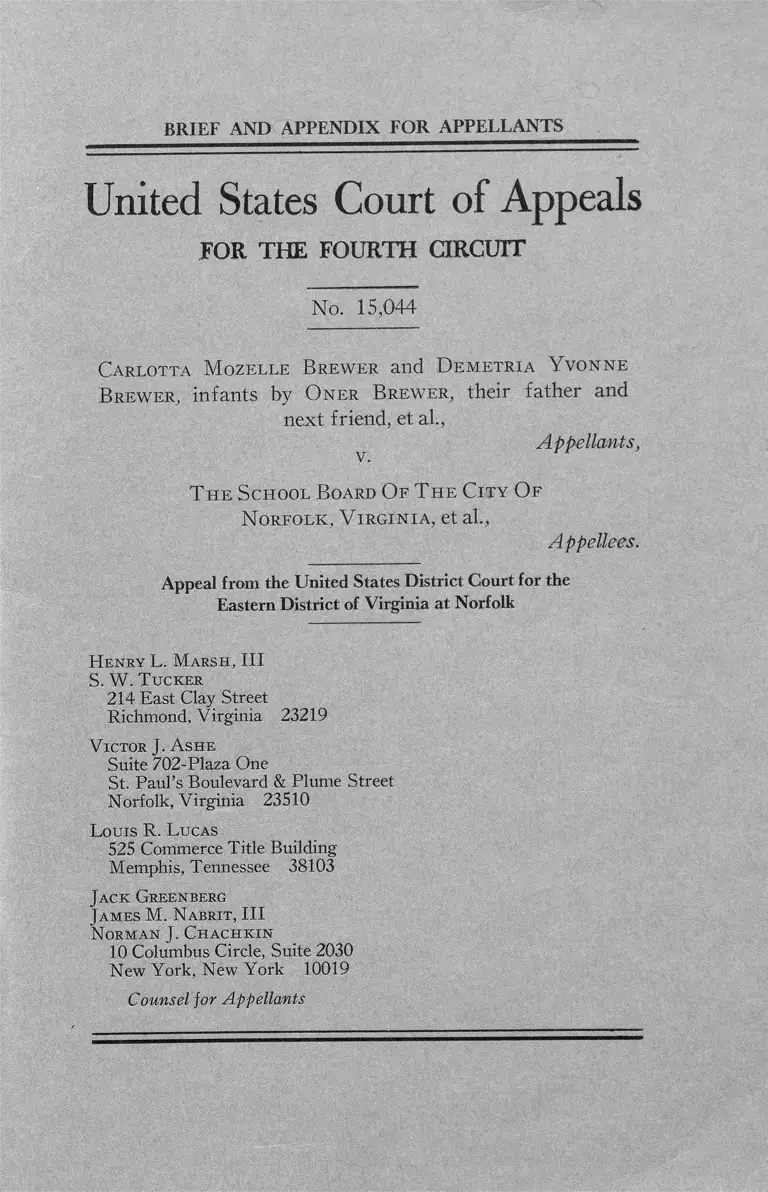 BRIEF AND APPENDIX FOR APPELLANTS
United States Court of Appeals
FOR THE FOURTH CIRCUIT
No. 15,044
CARLOTTA MOZELLE BREWER and DEMETRIA YVONNE
BREWER, infants by ONER BREWER, their father and
next friend, et al.,
Appellants,
v.
THE SCHOOL BOARD OF THE CITY OF
NORFOLK, VIRGINIA, et al.,
Appellees.
Appeal from the United States District Court for the
Eastern District of Virginia at Norfolk
HENRY L. MARSH, III
S. W. TUCKER
214 East Clay Street
Richmond, Virginia 23219
VICTOR J. ASHE
Suite 702-Plaza One
St. Paul's Boulevard & Plume Street
Norfolk, Virginia 23510
LOUIS R. LUCAS
525 Commerce Title Building
Memphis, Tennessee 38103
JACK GREENBERG
JAMES M. NABRIT, III
NORMAN J. CHACHKIN
10 Columbus Circle, Suite 2030
New York, New York 10019
Counsel for Appellants